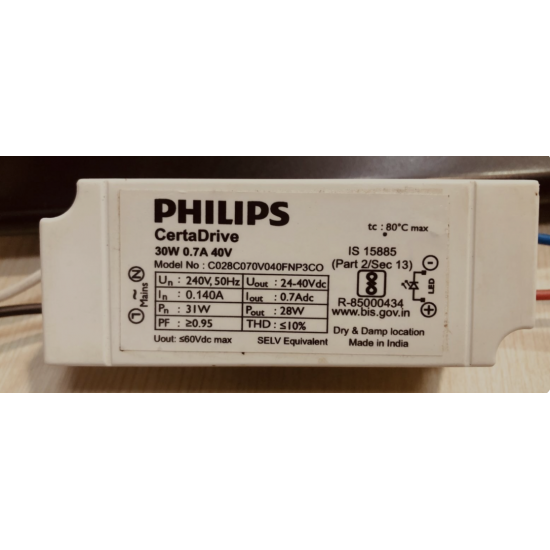 PHILIPS
CertaDrive
30W 0.7A 40V
Model No : C028C070V040FNP3CO
tc : 80°C max
IS 15885
(Part 2/Sec 13)
R-85000434
www.bis.gov.in
Dry & Damp location
Made in India
Mains
N
~
L
Un : 240V, 50Hz Uout : 24-40Vdc
In : 0.140A Iout : 0.7Adc
Pn : 31W Pout : 28W
PF : ≥0.95 THD : ≤10%
Uout: ≤60Vdc max SELV Equivalent
LED